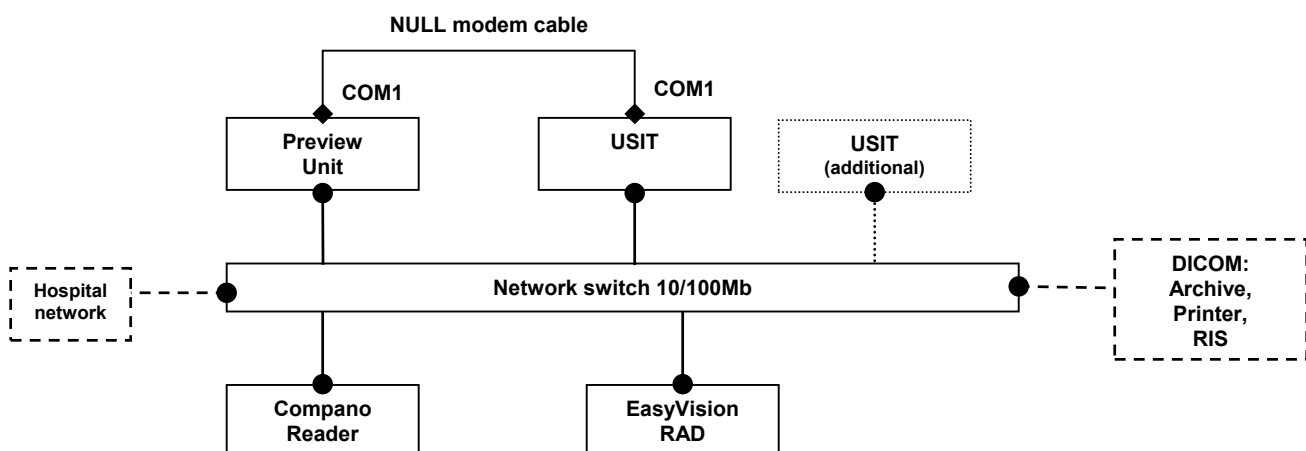 NULL modem cable
COM1
COM1
Preview
Unit
USIT
USIT
(additional)
Hospital
network
Network switch 10/100Mb
DICOM:
Archive,
Printer,
RIS
Compano
Reader
EasyVision
RAD